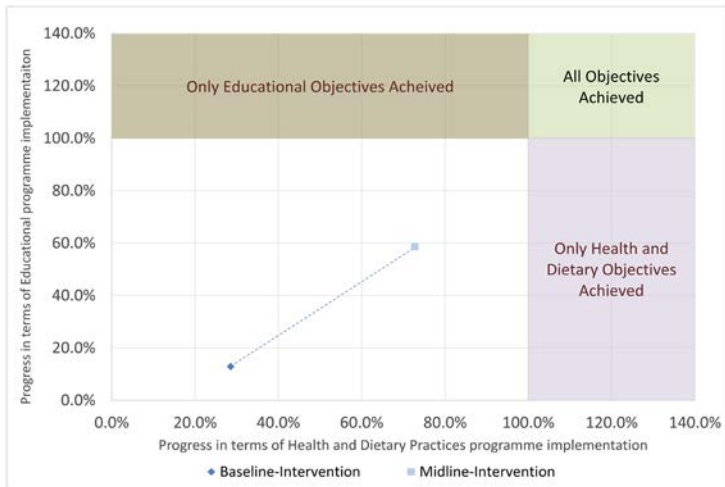 Progress in terms of Educational programme implementaiton
140.0%
120.0%
100.0%
80.0%
60.0%
40.0%
20.0%
0.0%
Only Educational Objectives Acheived
All Objectives
Achieved
Only Health and
Dietary Objectives
Achieved
0.0% 20.0% 40.0% 60.0% 80.0% 100.0% 120.0% 140.0%
Progress in terms of Health and Dietary Practices programme implementation
Baseline-Intervention Midline-Intervention